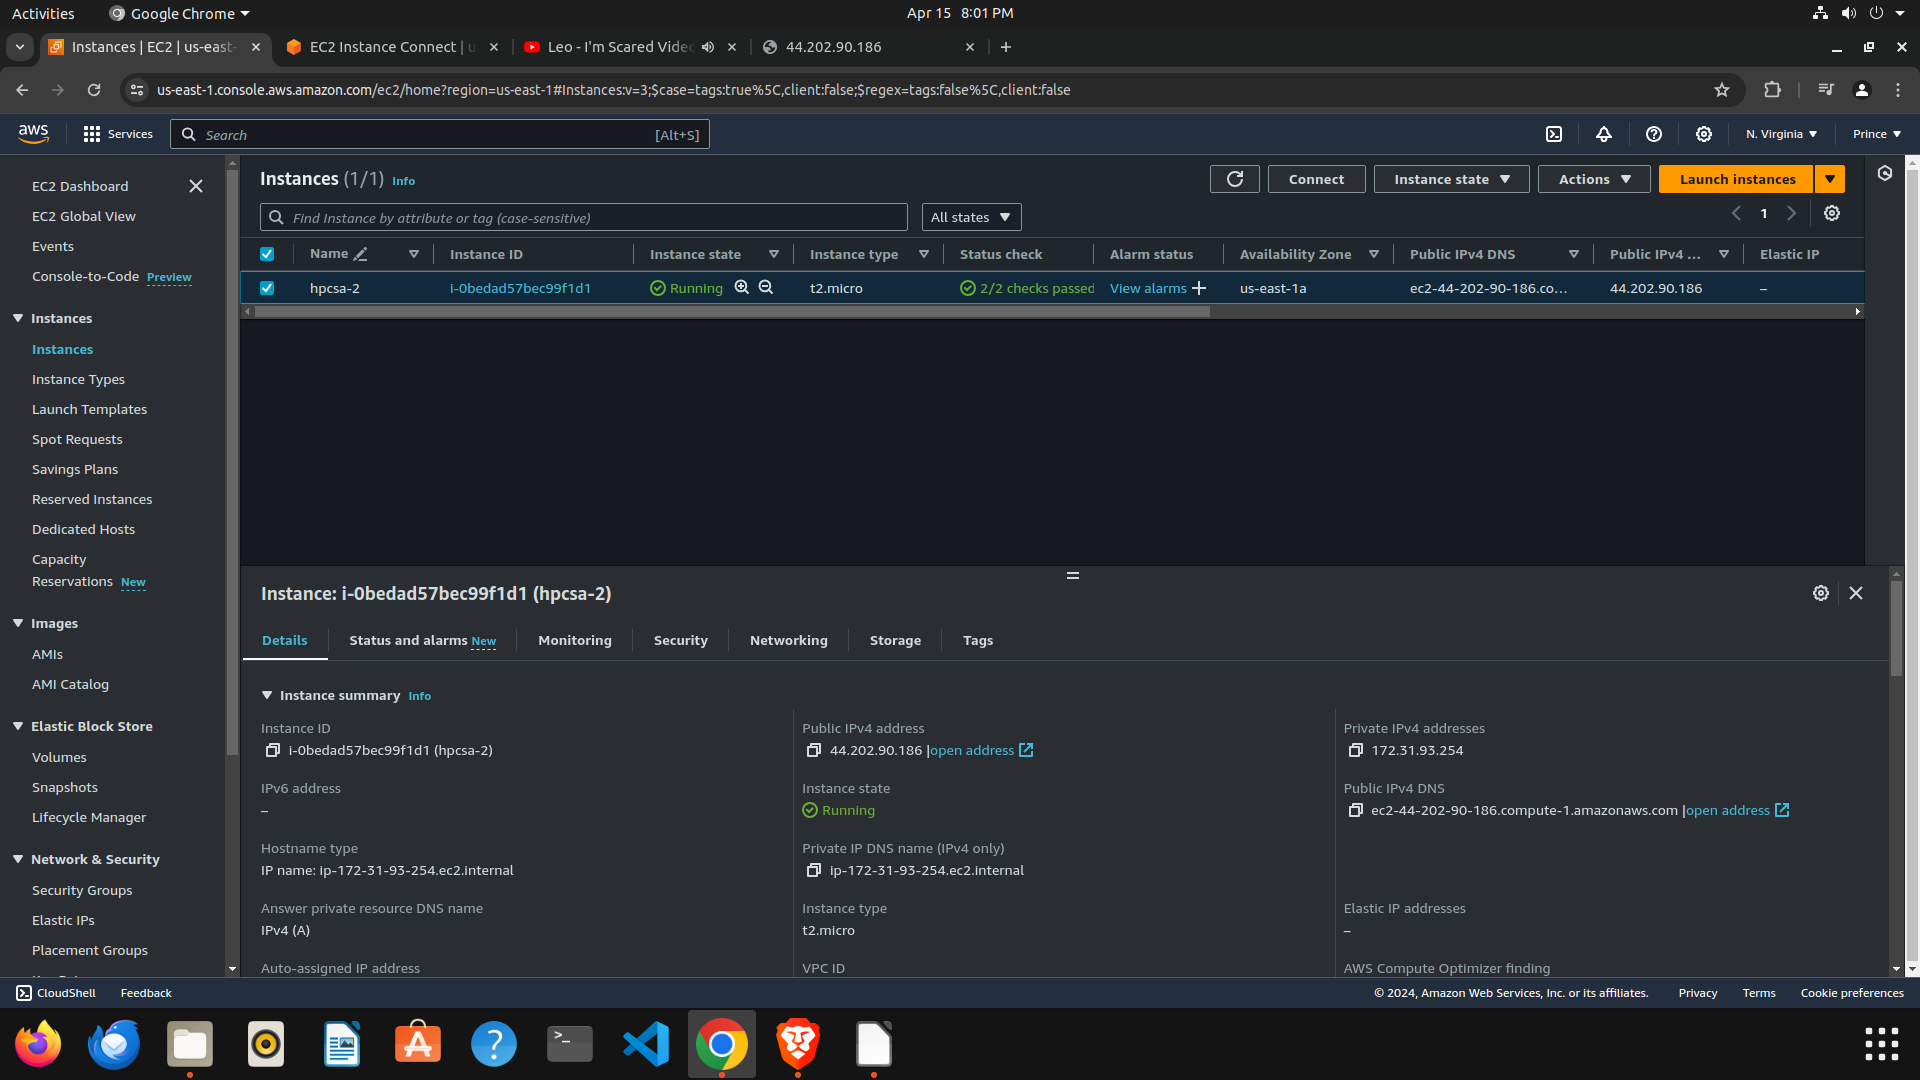 Activities
Google Chrome
Apr 15 8:01 PM
Instances | EC2 | us-east-
EC2 Instance Connect | u
Leo - I'm Scared Video
44.202.90.186
us-east-1.console.aws.amazon.com/ec2/home?region=us-east-1#Instances:v=3;$case=tags:true%5C,client:false;$regex=tags:false%5C,client:false
aws
Services
Search
[Alt+S]
N. Virginia
Prince
EC2 Dashboard
EC2 Global View
Events
Console-to-Code Preview
Instances
Instances
Instance Types
Launch Templates
Spot Requests
Savings Plans
Reserved Instances
Dedicated Hosts
Capacity
Reservations New
Images
AMIs
AMI Catalog
Elastic Block Store
Volumes
Snapshots
Lifecycle Manager
Network & Security
Security Groups
Elastic IPs
Placement Groups
Instances (1/1) Info
Connect
Instance state
Actions
Launch instances
Find Instance by attribute or tag (case-sensitive)
All states
1
Name
Instance ID
Instance state
Instance type
Status check
Alarm status
Availability Zone
Public IPv4 DNS
Public IPv4 ...
Elastic IP
hpcsa-2
i-0bedad57bec99f1d1
Running
t2.micro
2/2 checks passed
View alarms
us-east-1a
ec2-44-202-90-186.co...
44.202.90.186
–
Instance: i-0bedad57bec99f1d1 (hpcsa-2)
Details
Status and alarms New
Monitoring
Security
Networking
Storage
Tags
Instance summary Info
Instance ID
i-0bedad57bec99f1d1 (hpcsa-2)
Public IPv4 address
44.202.90.186 |open address
Private IPv4 addresses
172.31.93.254
IPv6 address
–
Instance state
Running
Public IPv4 DNS
ec2-44-202-90-186.compute-1.amazonaws.com |open address
Hostname type
IP name: ip-172-31-93-254.ec2.internal
Private IP DNS name (IPv4 only)
ip-172-31-93-254.ec2.internal
Answer private resource DNS name
IPv4 (A)
Instance type
t2.micro
Elastic IP addresses
–
Auto-assigned IP address
VPC ID
AWS Compute Optimizer finding
CloudShell
Feedback
© 2024, Amazon Web Services, Inc. or its affiliates.
Privacy
Terms
Cookie preferences